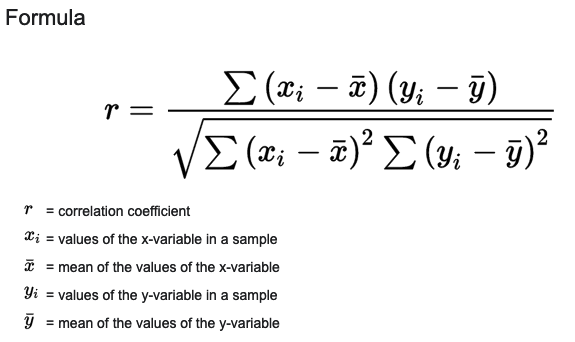 Formula
r = ∑ (xᵢ − x̄) (yᵢ − ȳ) / √∑ (xᵢ − x̄)² ∑ (yᵢ − ȳ)²
r = correlation coefficient
xᵢ = values of the x-variable in a sample
x̄ = mean of the values of the x-variable
yᵢ = values of the y-variable in a sample
ȳ = mean of the values of the y-variable